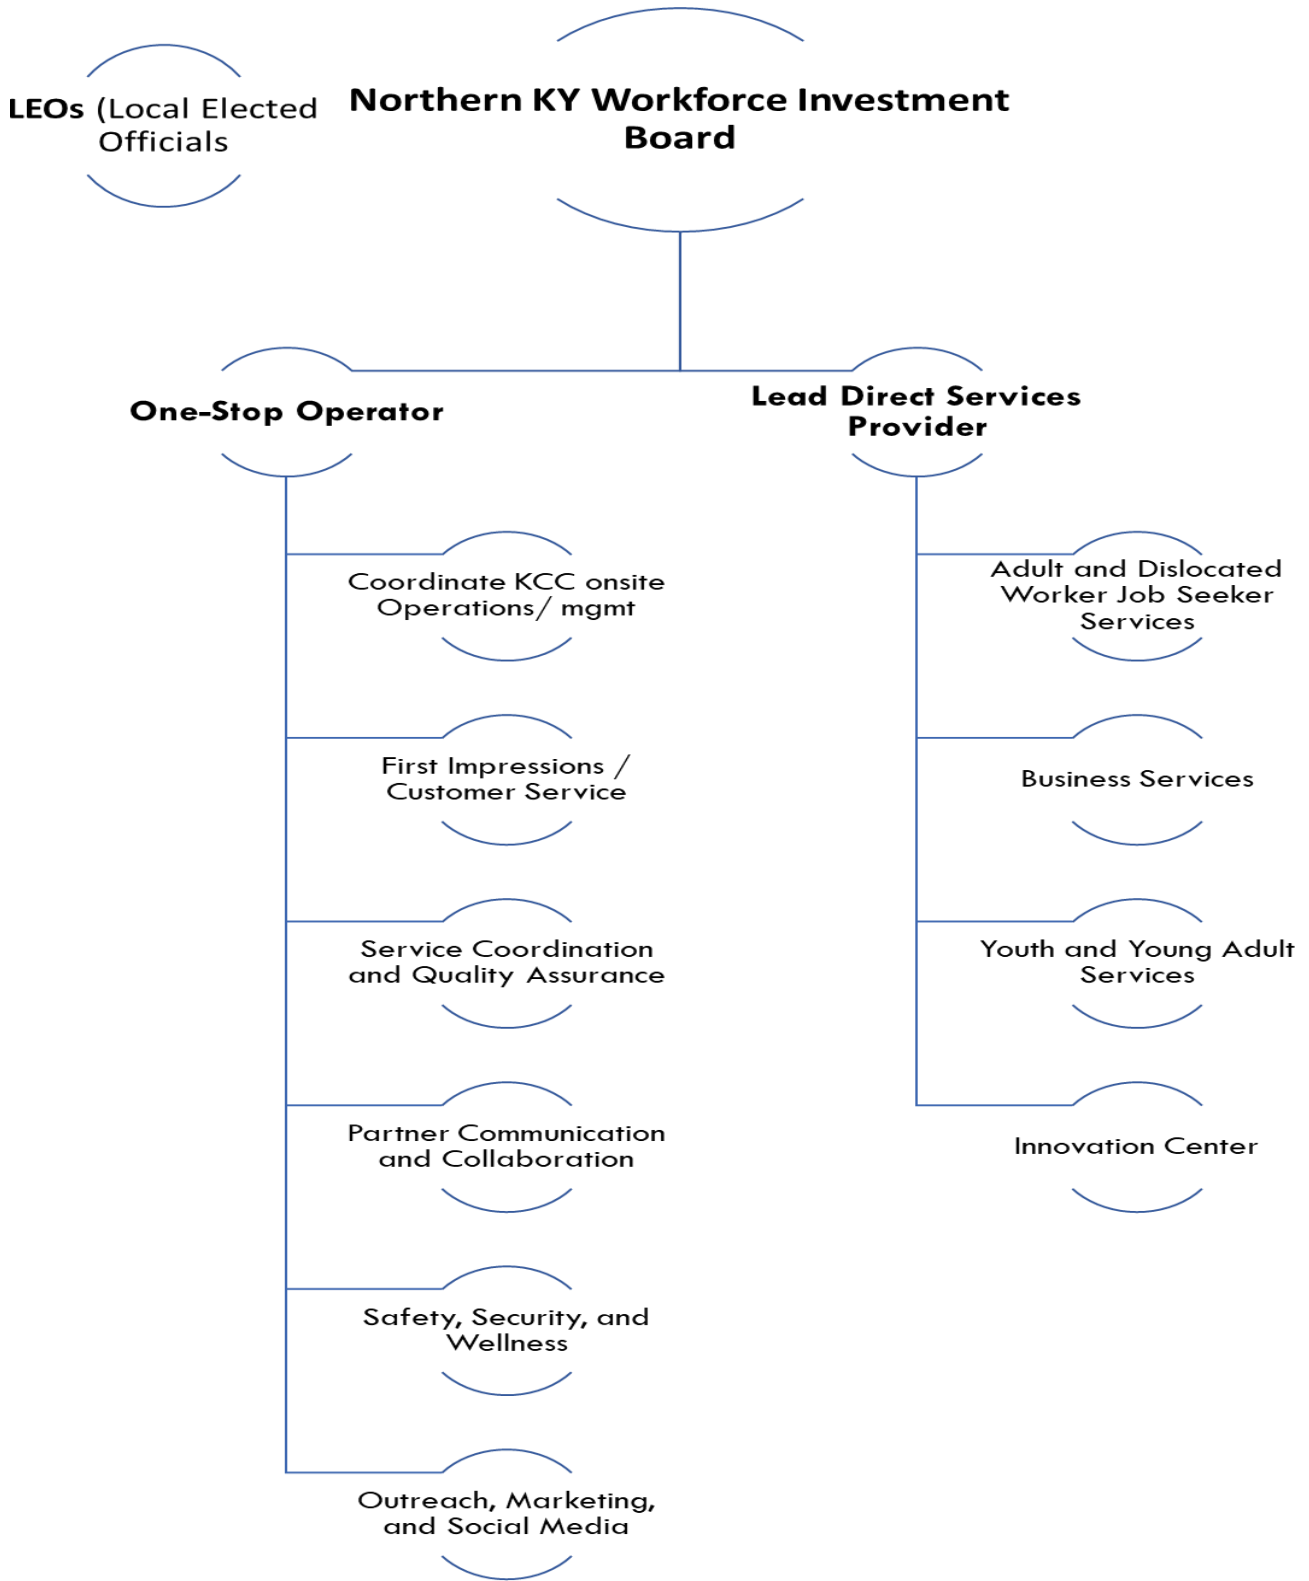 LEOs (Local Elected
Officials
Northern KY Workforce Investment
Board
One-Stop Operator
Lead Direct Services
Provider
Coordinate KCC onsite
Operations/ mgmt
First Impressions /
Customer Service
Service Coordination
and Quality Assurance
Partner Communication
and Collaboration
Safety, Security, and
Wellness
Outreach, Marketing,
and Social Media
Adult and Dislocated
Worker Job Seeker
Services
Business Services
Youth and Young Adult
Services
Innovation Center